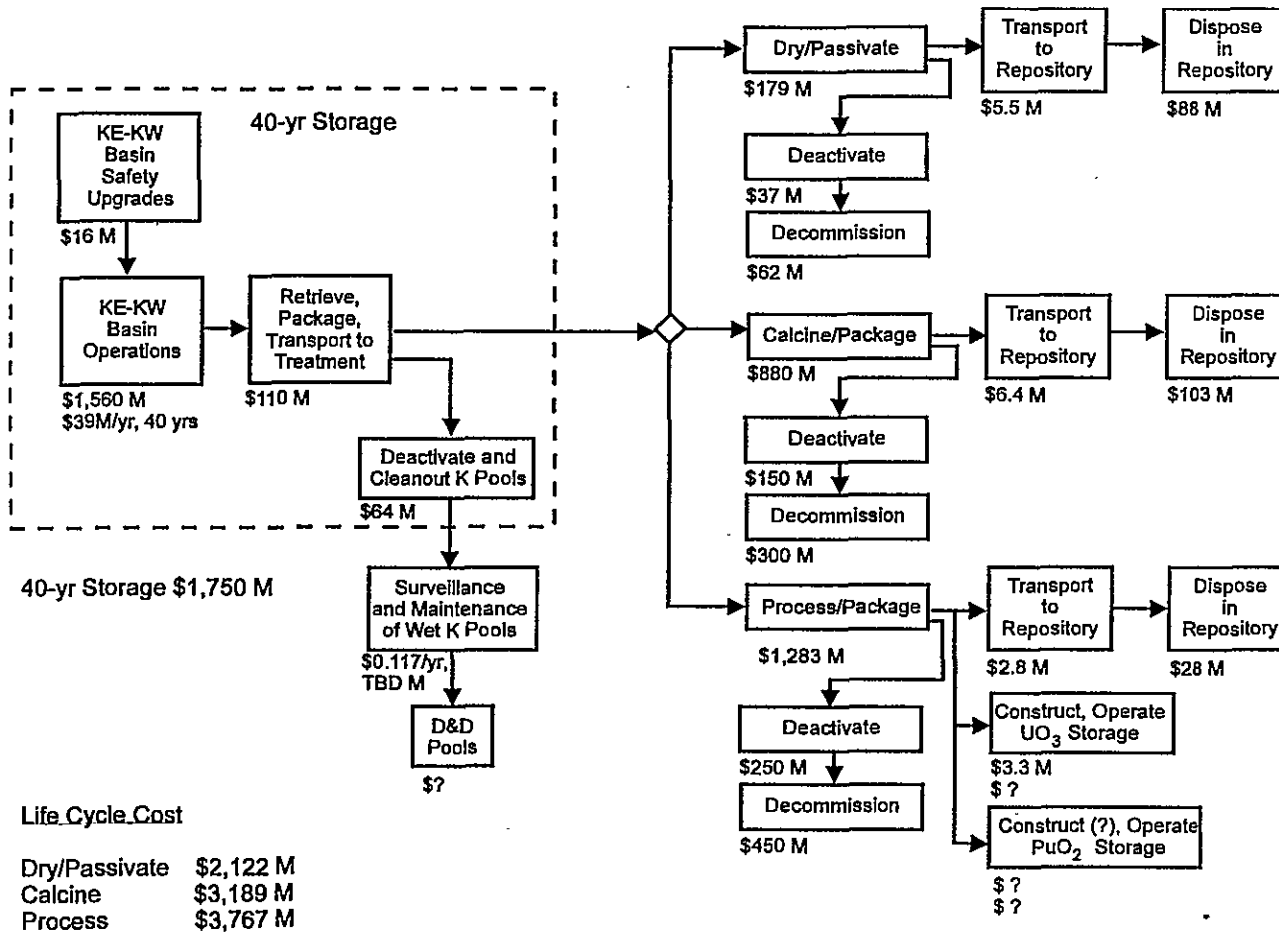 40-yr Storage
KE-KW
Basin
Safety
Upgrades
$16 M
KE-KW
Basin
Operations
$1,560 M
$39M/yr, 40 yrs
Retrieve,
Package,
Transport to
Treatment
$110 M
Deactivate and
Cleanout K Pools
$64 M
40-yr Storage $1,750 M
Surveillance
and Maintenance
of Wet K Pools
$0.117/yr,
TBD M
D&D
Pools
$?
Dry/Passivate
$179 M
Transport
to
Repository
$5.5 M
Dispose
in
Repository
$88 M
Deactivate
$37 M
Decommission
$62 M
Calcine/Package
$880 M
Transport
to
Repository
$6.4 M
Dispose
in
Repository
$103 M
Deactivate
$150 M
Decommission
$300 M
Process/Package
$1,283 M
Transport
to
Repository
$2.8 M
Dispose
in
Repository
$28 M
Deactivate
$250 M
Decommission
$450 M
Construct, Operate
UO₃ Storage
$3.3 M
$ ?
Construct (?), Operate
PuO₂ Storage
$ ?
$ ?
Life Cycle Cost
Dry/Passivate $2,122 M
Calcine $3,189 M
Process $3,767 M